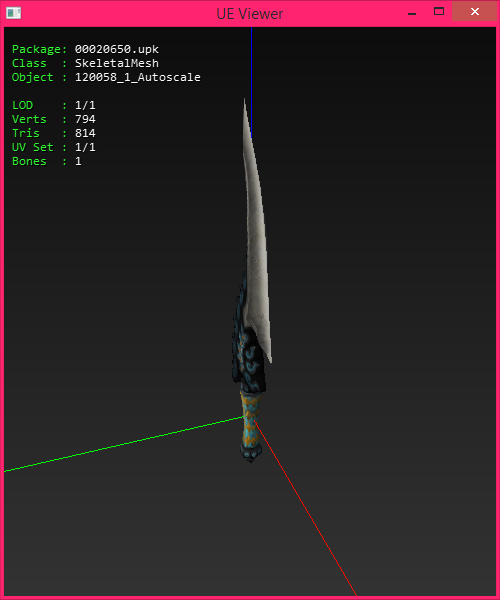 UE Viewer
Package: 00020650.upk
Class  : SkeletalMesh
Object : 120058_1_Autoscale
LOD    : 1/1
Verts  : 794
Tris   : 814
UV Set : 1/1
Bones  : 1